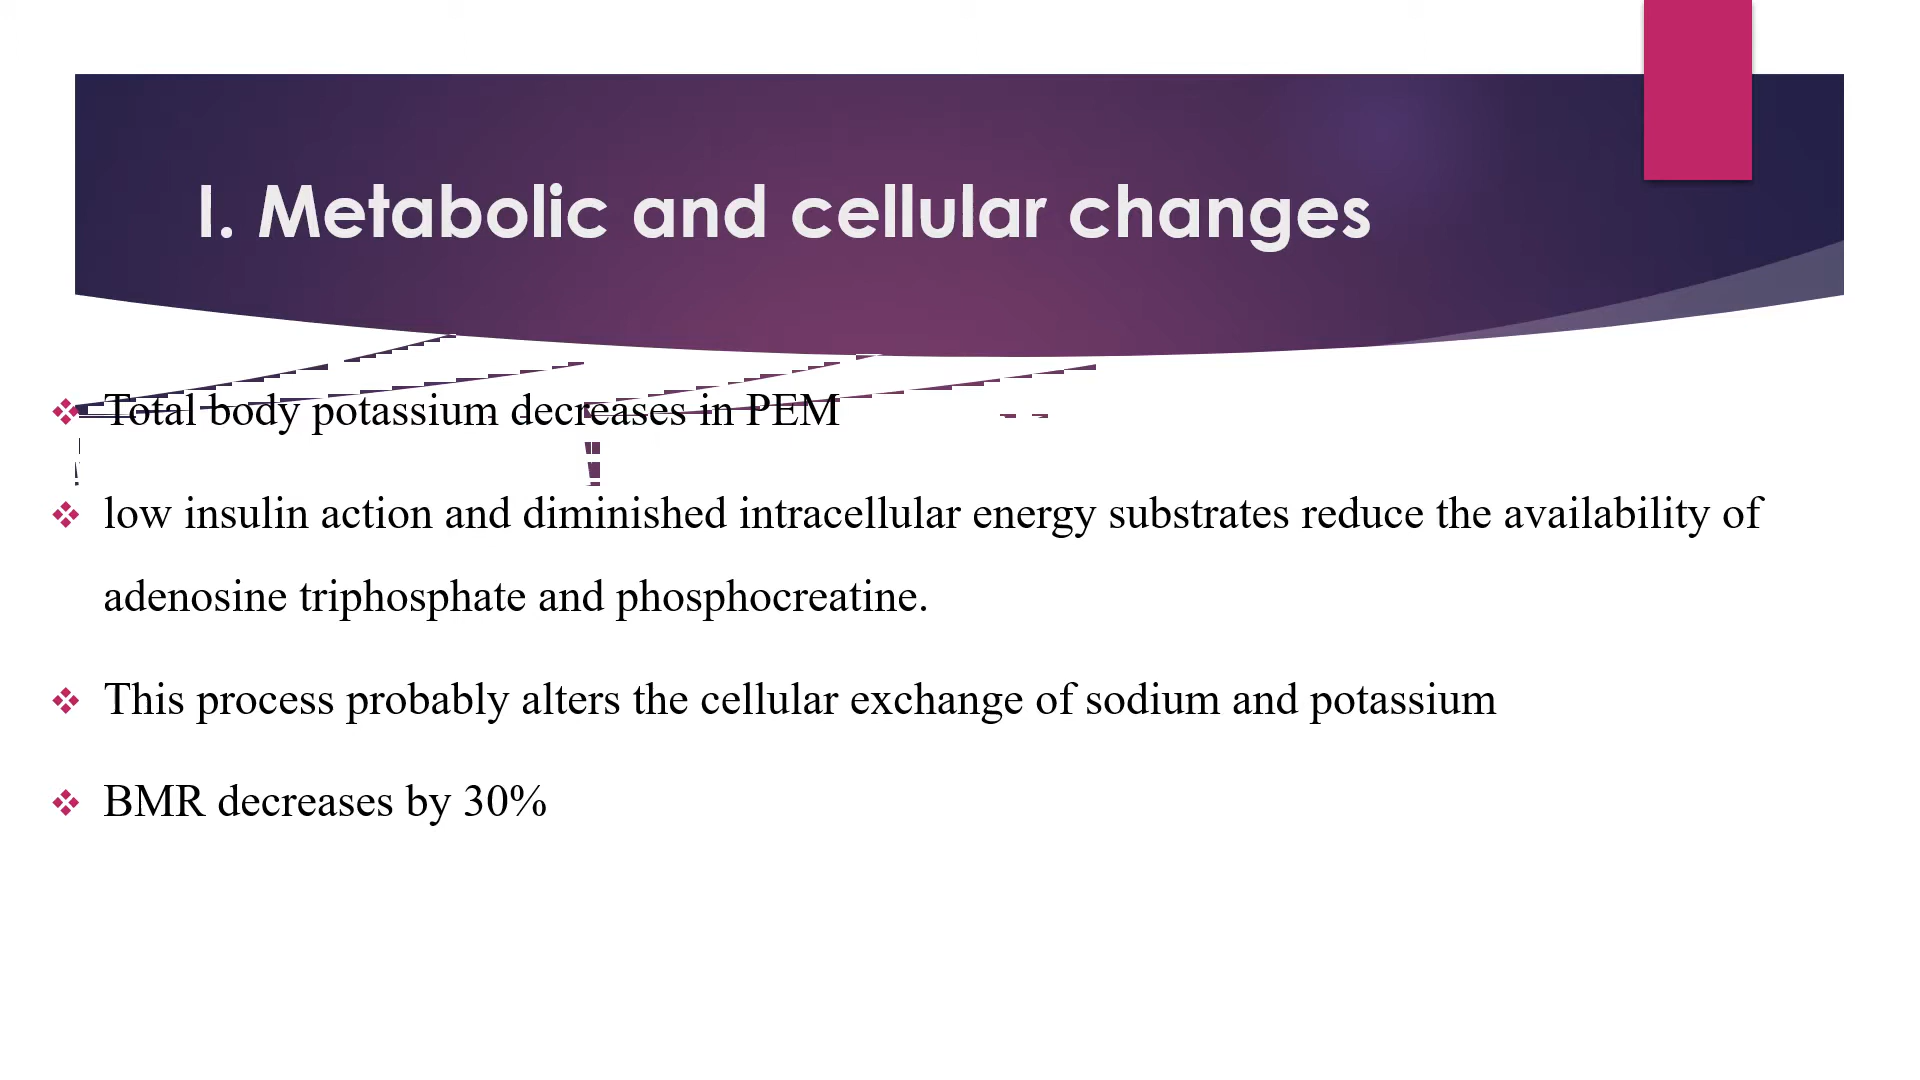 I. Metabolic and cellular changes
Total body potassium decreases in PEM
low insulin action and diminished intracellular energy substrates reduce the availability of
adenosine triphosphate and phosphocreatine.
This process probably alters the cellular exchange of sodium and potassium
BMR decreases by 30%